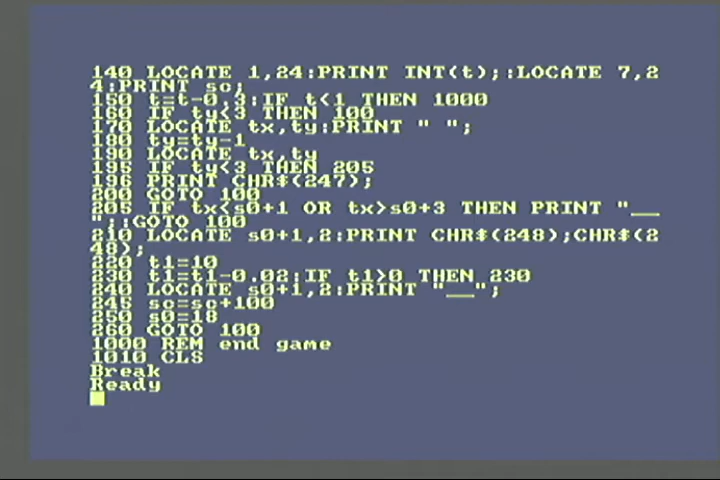 140 LOCATE 1,24:PRINT INT(t);:LOCATE 7,2
4:PRINT sc;
150 t=t-0.3:IF t<1 THEN 1000
160 IF ty<3 THEN 100
170 LOCATE tx,ty:PRINT " ";
180 ty=ty-1
190 LOCATE tx,ty
195 IF ty<3 THEN 205
196 PRINT CHR$(247);
200 GOTO 100
205 IF tx<s0+1 OR tx>s0+3 THEN PRINT "__
";:GOTO 100
210 LOCATE s0+1,2:PRINT CHR$(248);CHR$(2
48);
220 t1=10
230 t1=t1-0.02:IF t1>0 THEN 230
240 LOCATE s0+1,2:PRINT "__";
245 sc=sc+100
250 s0=18
260 GOTO 100
1000 REM end game
1010 CLS
Break
Ready